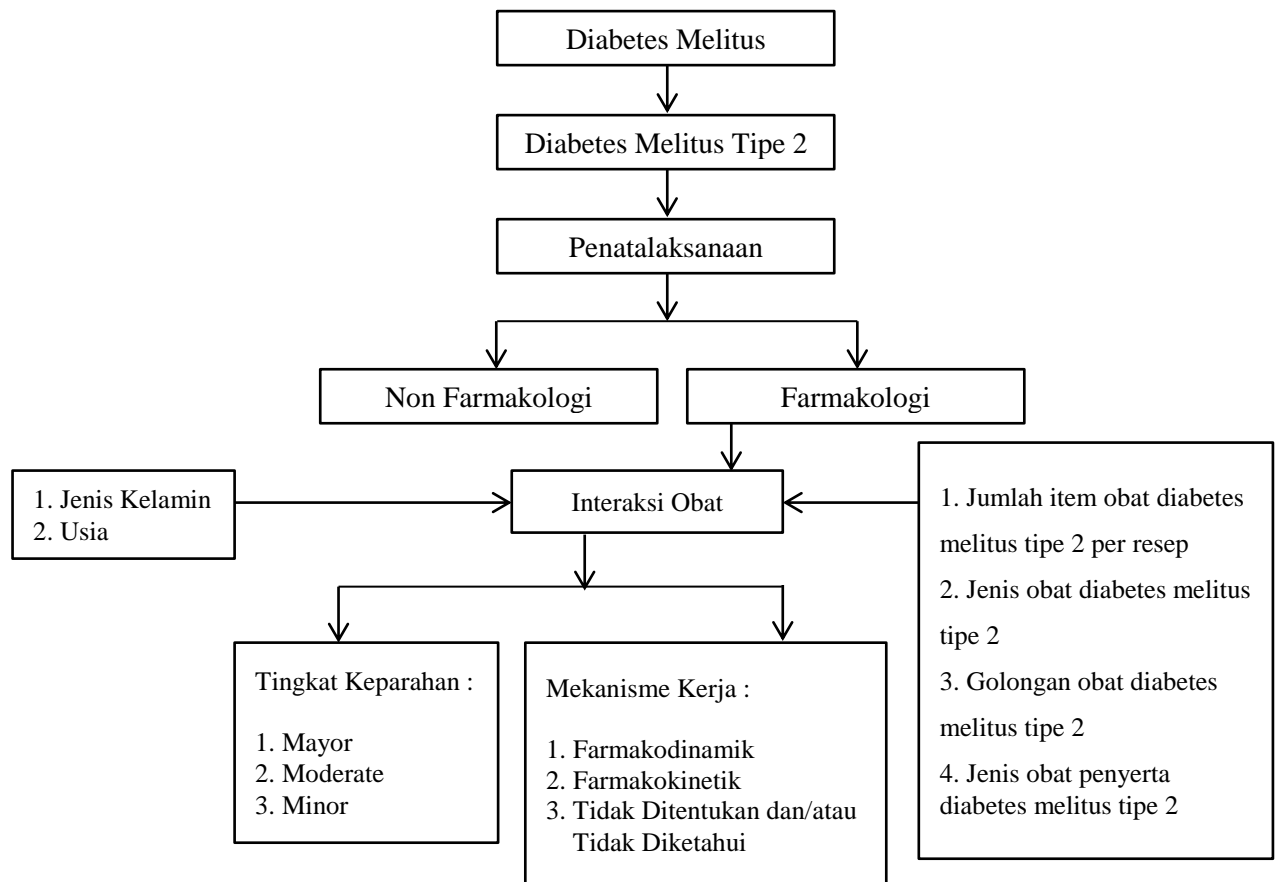 Diabetes Melitus
Diabetes Melitus Tipe 2
Penatalaksanaan
Non Farmakologi
Farmakologi
1. Jenis Kelamin
2. Usia
Interaksi Obat
1. Jumlah item obat diabetes
melitus tipe 2 per resep
2. Jenis obat diabetes melitus
tipe 2
3. Golongan obat diabetes
melitus tipe 2
4. Jenis obat penyerta
diabetes melitus tipe 2
Tingkat Keparahan :
1. Mayor
2. Moderate
3. Minor
Mekanisme Kerja :
1. Farmakodinamik
2. Farmakokinetik
3. Tidak Ditentukan dan/atau
Tidak Diketahui